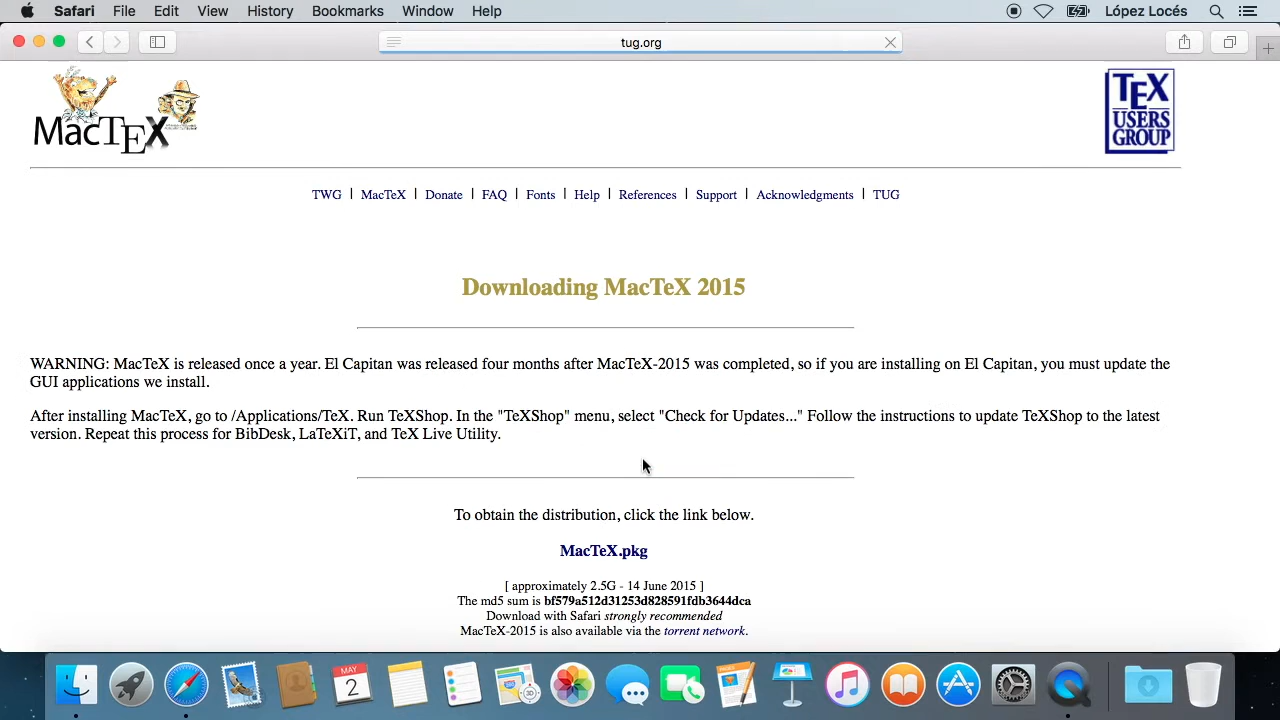 Safari File Edit View History Bookmarks Window Help López Locés
tug.org
MacTEX
TEX
USERS
GROUP
TWG | MacTeX | Donate | FAQ | Fonts | Help | References | Support | Acknowledgments | TUG
Downloading MacTeX 2015
WARNING: MacTeX is released once a year. El Capitan was released four months after MacTeX-2015 was completed, so if you are installing on El Capitan, you must update the
GUI applications we install.
After installing MacTeX, go to /Applications/TeX. Run TeXShop. In the "TeXShop" menu, select "Check for Updates..." Follow the instructions to update TeXShop to the latest
version. Repeat this process for BibDesk, LaTeXiT, and TeX Live Utility.
To obtain the distribution, click the link below.
MacTeX.pkg
[ approximately 2.5G - 14 June 2015 ]
The md5 sum is bf579a512d31253d828591fdb3644dca
Download with Safari strongly recommended
MacTeX-2015 is also available via the torrent network.
MAY
2